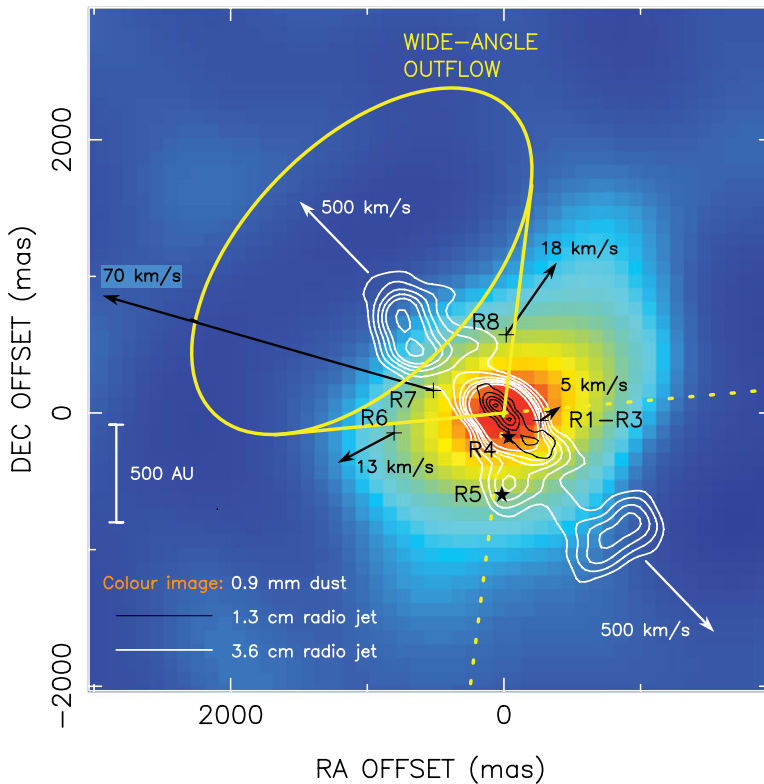 WIDE-ANGLE
OUTFLOW
2000
500 km/s
18 km/s
70 km/s
R8
5 km/s
R7
R6
R1-R3
0
R4
13 km/s
500 AU
R5
DEC OFFSET (mas)
Colour image: 0.9 mm dust
1.3 cm radio jet
500 km/s
3.6 cm radio jet
-2000
2000
0
RA OFFSET (mas)